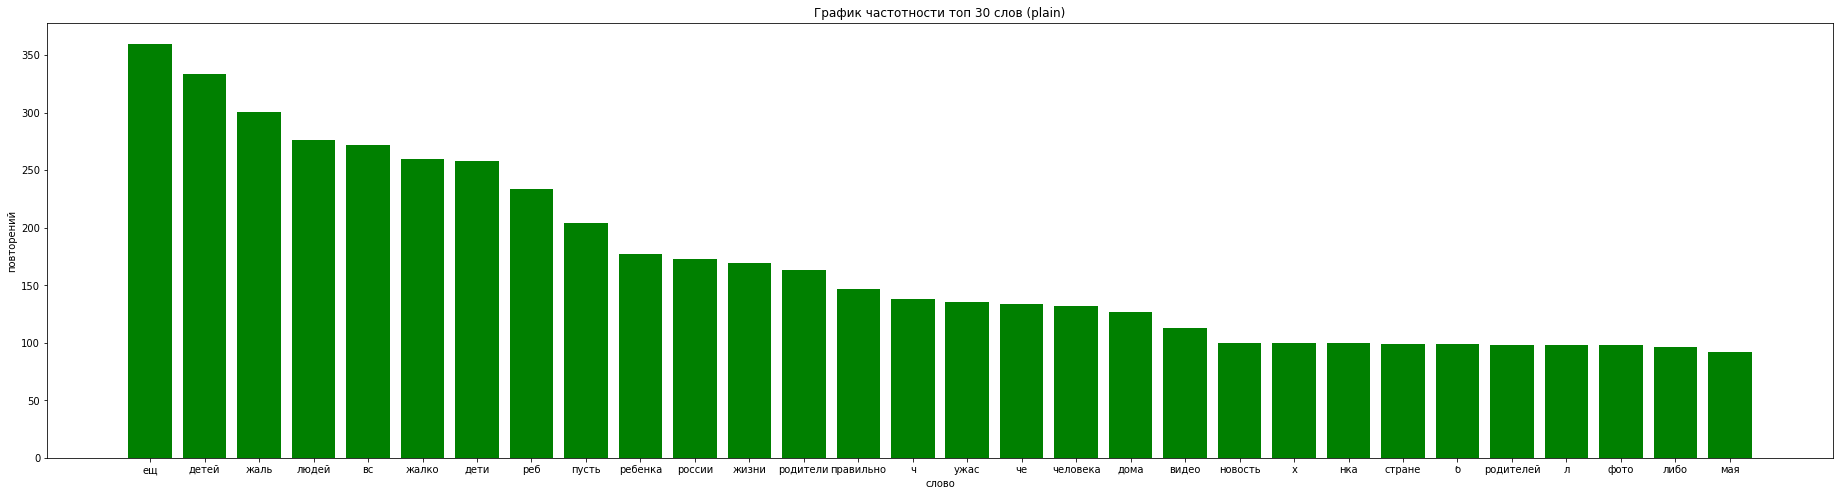 График частотности топ 30 слов (plain)
повторений
350
300
250
200
150
100
50
0
ещ детей жаль людей вс жалко дети реб пусть ребенка россии жизни родители правильно ч ужас че человека дома видео новость х нка стране б родителей л фото либо мая
слово